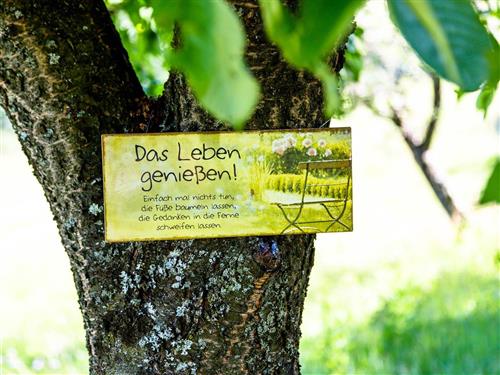 Das Leben
genießen!
Einfach mal nichts tun,
die Füße baumeln lassen,
die Gedanken in die Ferne
schweifen lassen.